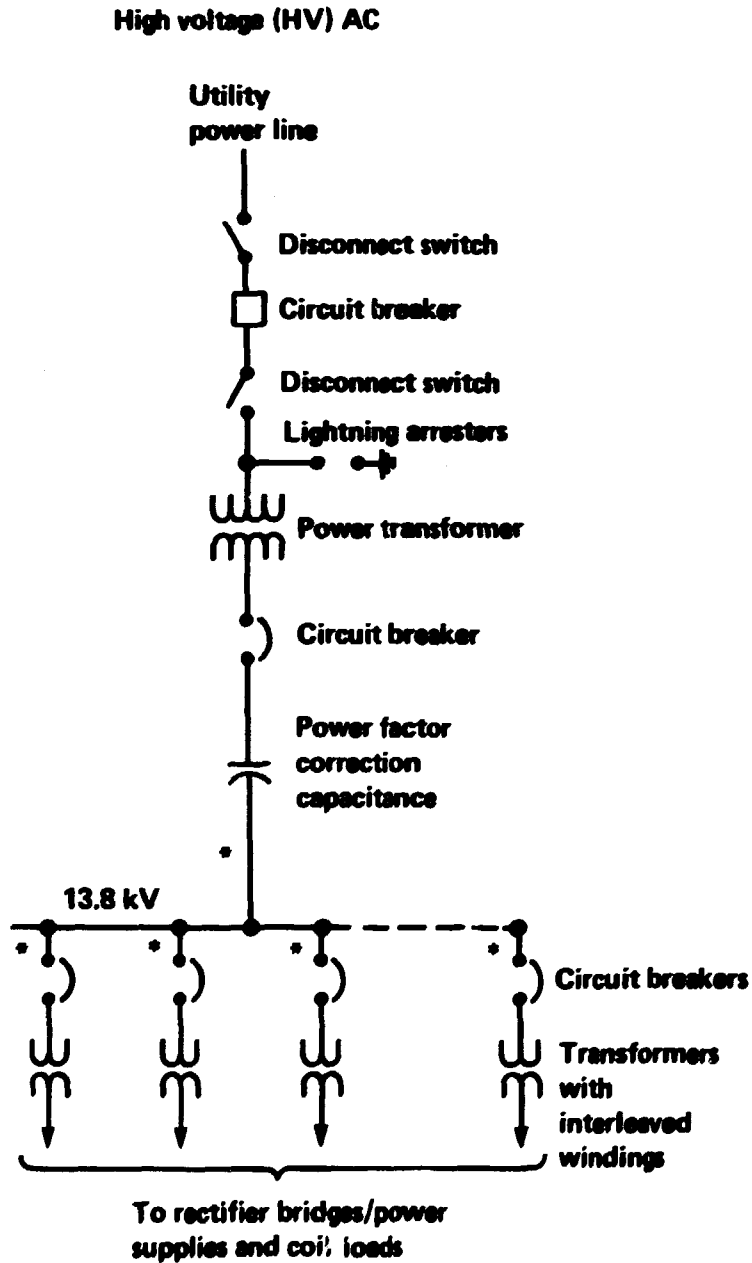 High voltage (HV) AC
Utility
power line
Disconnect switch
Circuit breaker
Disconnect switch
Lightning arresters
Power transformer
Circuit breaker
Power factor
correction
capacitance
*
13.8 kV
* * * *
Circuit breakers
Transformers
with
interleeved
windings
To rectifier bridges/power
supplies and coil loads